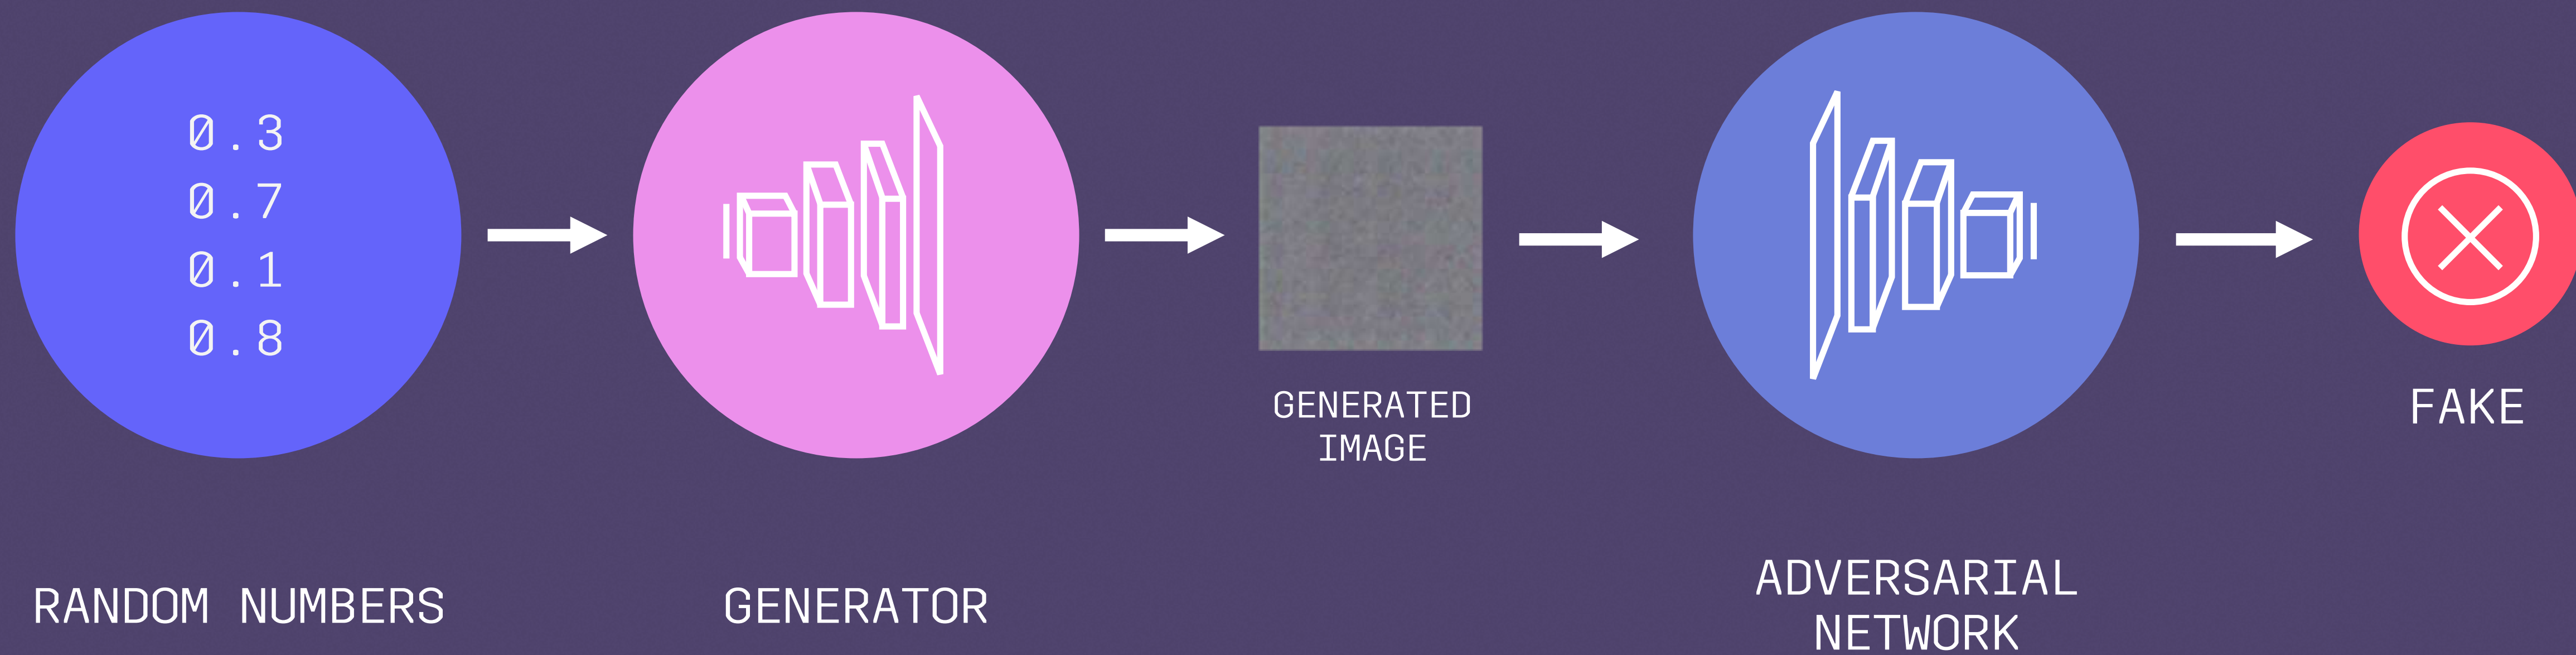 0.3
0.7
0.1
0.8
RANDOM NUMBERS
GENERATOR
GENERATED
IMAGE
ADVERSARIAL
NETWORK
FAKE